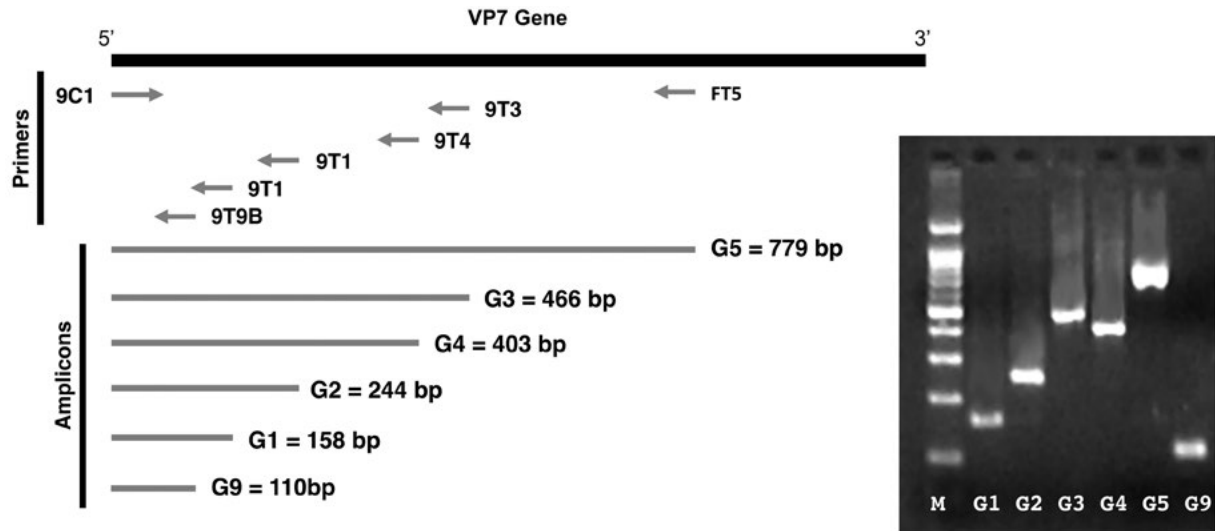 VP7 Gene
5’ 3’
Primers
9C1
FT5
9T3
9T4
9T1
9T1
9T9B
Amplicons
G5 = 779 bp
G3 = 466 bp
G4 = 403 bp
G2 = 244 bp
G1 = 158 bp
G9 = 110bp
M G1 G2 G3 G4 G5 G9